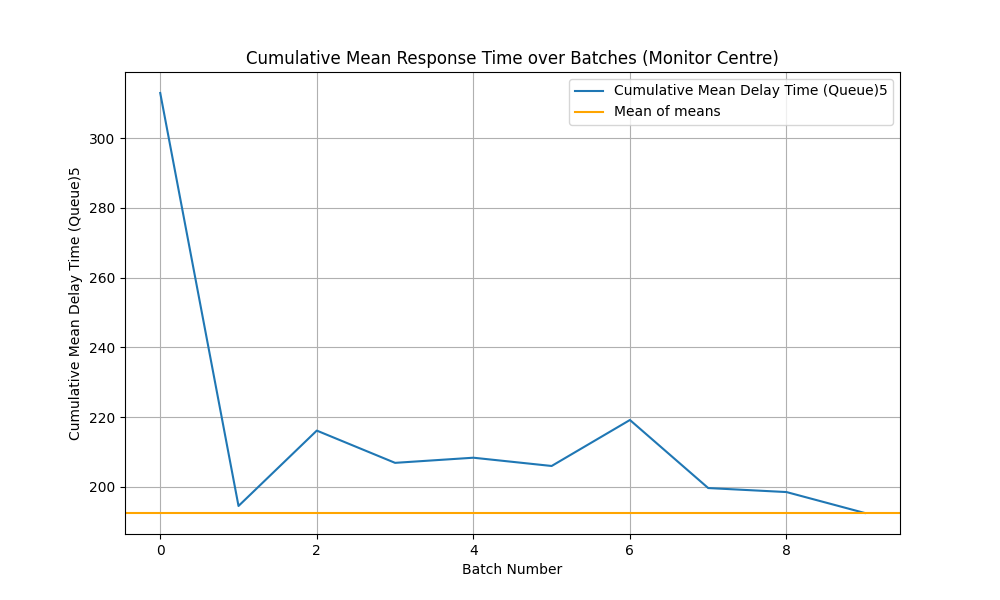 Cumulative Mean Response Time over Batches (Monitor Centre)
Cumulative Mean Delay Time (Queue)5
Mean of means
Cumulative Mean Delay Time (Queue)5
300
280
260
240
220
200
0 2 4 6 8
Batch Number